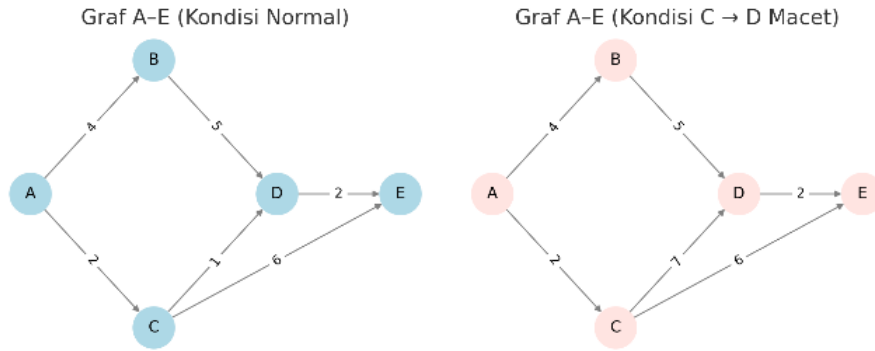 Graf A–E (Kondisi Normal)
B
4
5
A
D
2
E
2
1
6
C
Graf A–E (Kondisi C → D Macet)
B
4
5
A
D
2
E
2
7
6
C